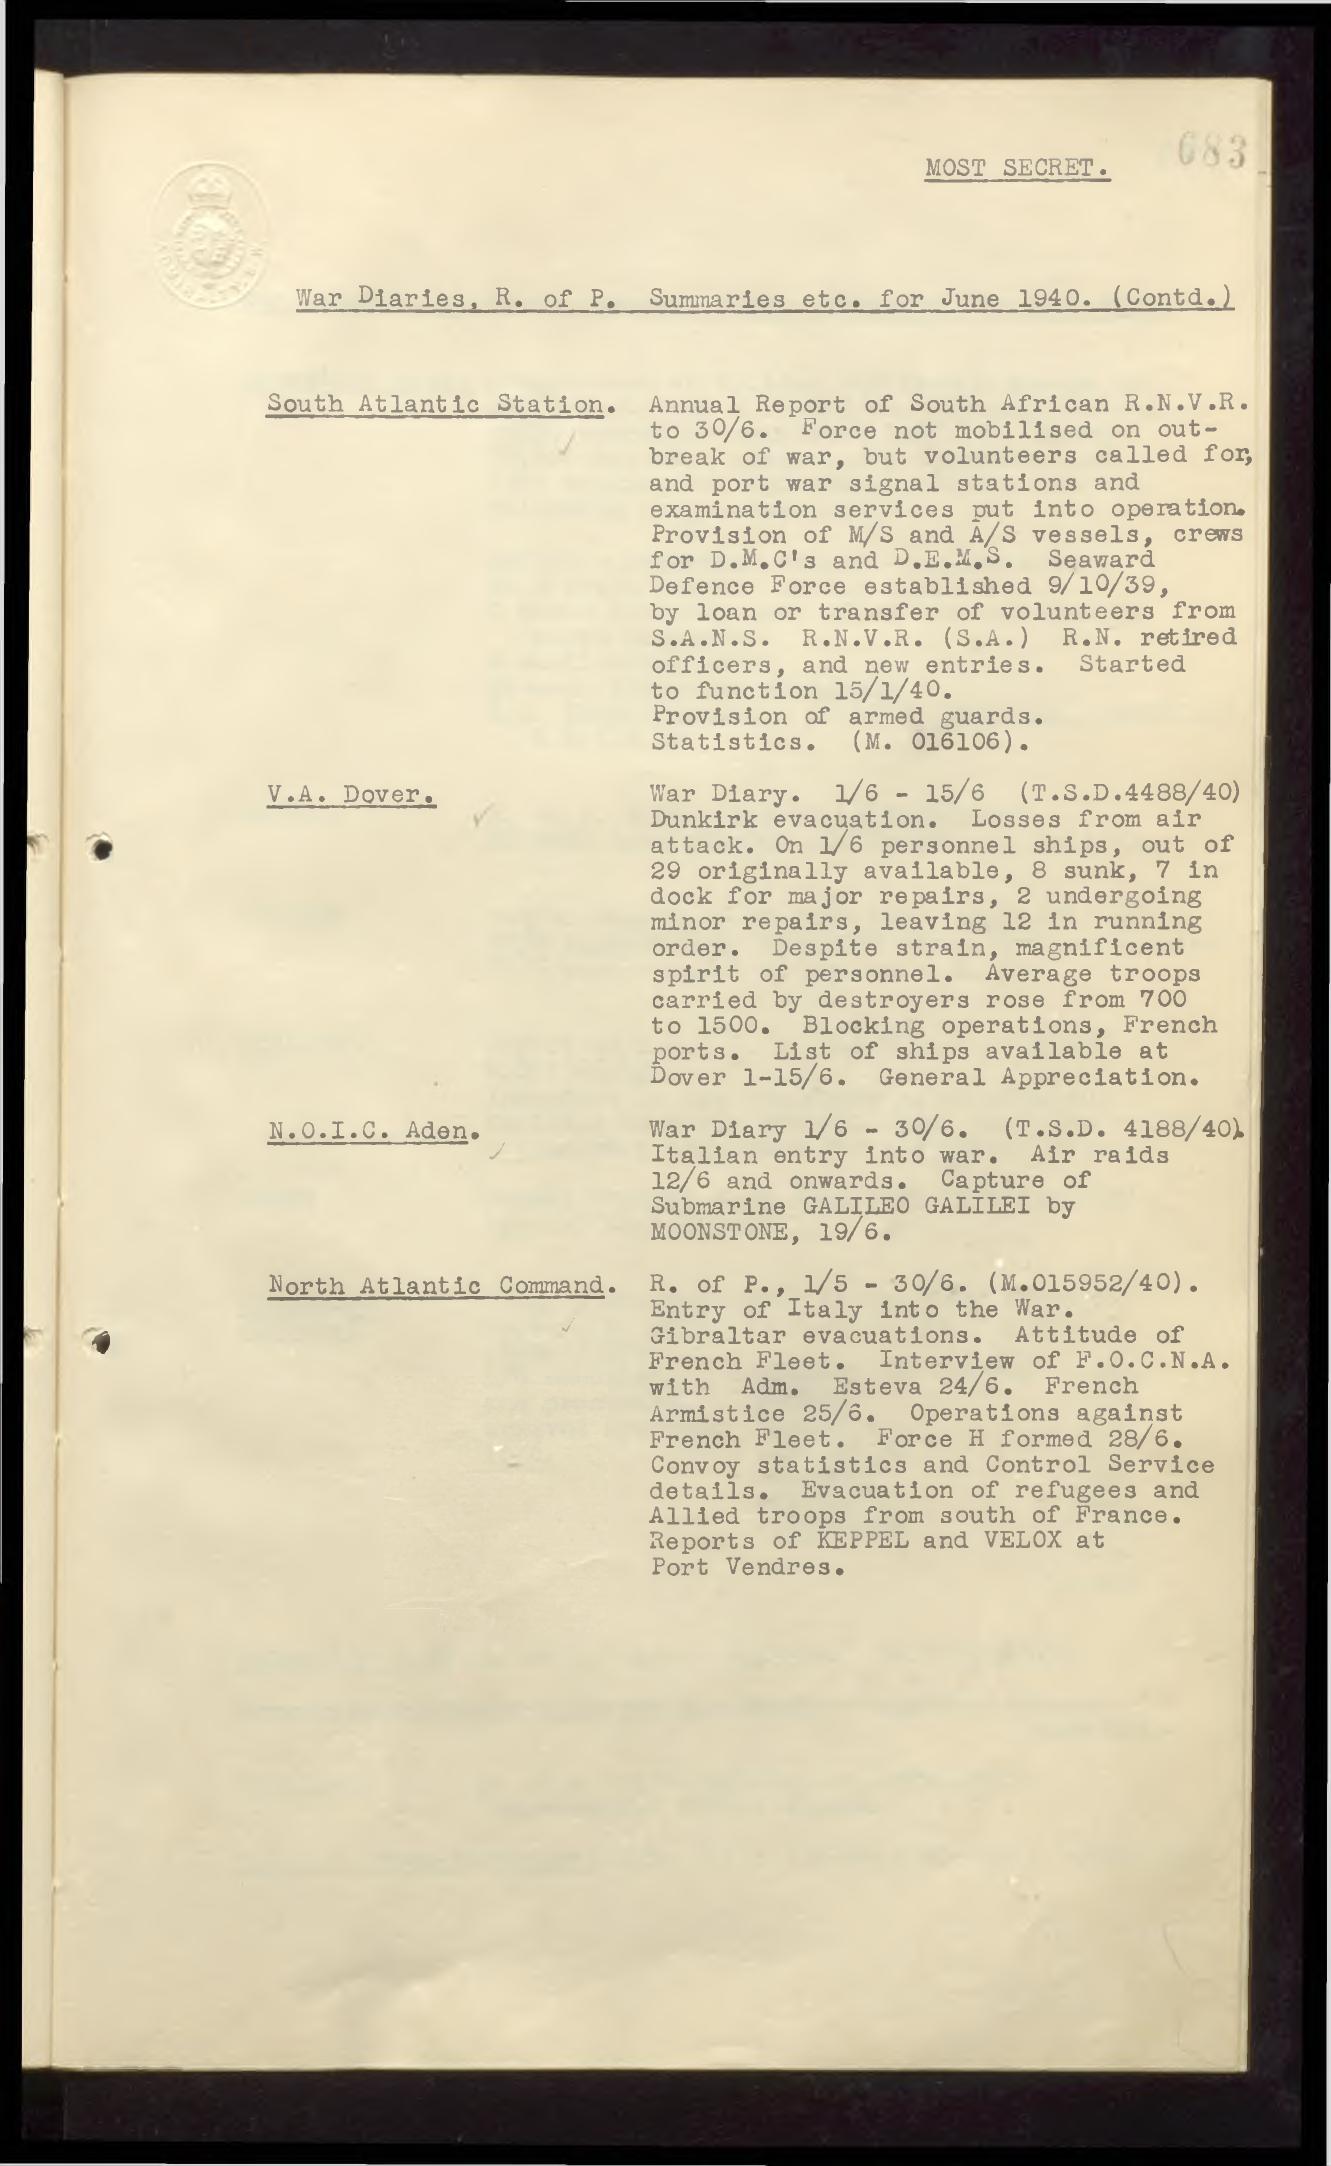 683
MOST SECRET.
War Diaries, R. of P. Summaries etc. for June 1940. (Contd.)
South Atlantic Station. Annual Report of South African R.N.V.R.
to 30/6. Force not mobilised on out-
break of war, but volunteers called for,
and port war signal stations and
examination services put into operation.
Provision of M/S and A/S vessels, crews
for D.M.C's and D.E.M.S. Seaward
Defence Force established 9/10/39,
by loan or transfer of volunteers from
S.A.N.S. R.N.V.R. (S.A.) R.N. retired
officers, and new entries. Started
to function 15/1/40.
Provision of armed guards.
Statistics. (M. 016106).
V.A. Dover. War Diary. 1/6 - 15/6 (T.S.D.4488/40)
Dunkirk evacuation. Losses from air
attack. On 1/6 personnel ships, out of
29 originally available, 8 sunk, 7 in
dock for major repairs, 2 undergoing
minor repairs, leaving 12 in running
order. Despite strain, magnificent
spirit of personnel. Average troops
carried by destroyers rose from 700
to 1500. Blocking operations, French
ports. List of ships available at
Dover 1-15/6. General Appreciation.
N.O.I.C. Aden. War Diary 1/6 - 30/6. (T.S.D. 4188/40).
Italian entry into war. Air raids
12/6 and onwards. Capture of
Submarine GALILEO GALILEI by
MOONSTONE, 19/6.
North Atlantic Command. R. of P., 1/5 - 30/6. (M.015952/40).
Entry of Italy into the War.
Gibraltar evacuations. Attitude of
French Fleet. Interview of F.O.C.N.A.
with Adm. Esteva 24/6. French
Armistice 25/6. Operations against
French Fleet. Force H formed 28/6.
Convoy statistics and Control Service
details. Evacuation of refugees and
Allied troops from south of France.
Reports of KEPPEL and VELOX at
Port Vendres.